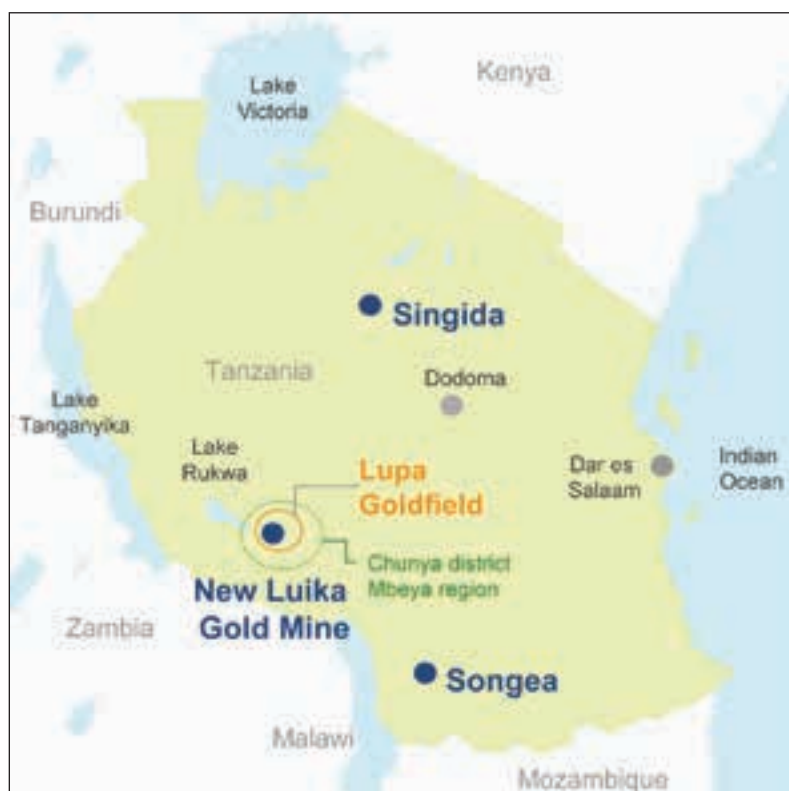 Kenya
Lake
Victoria
Burundi
Singida
Tanzania
Dodoma
Lake
Tanganyika
Lake
Rukwa
Lupa
Goldfield
Dar es
Salaam
Indian
Ocean
Chunya district
Mbeya region
New Luika
Gold Mine
Zambia
Songea
Malawi
Mozambique